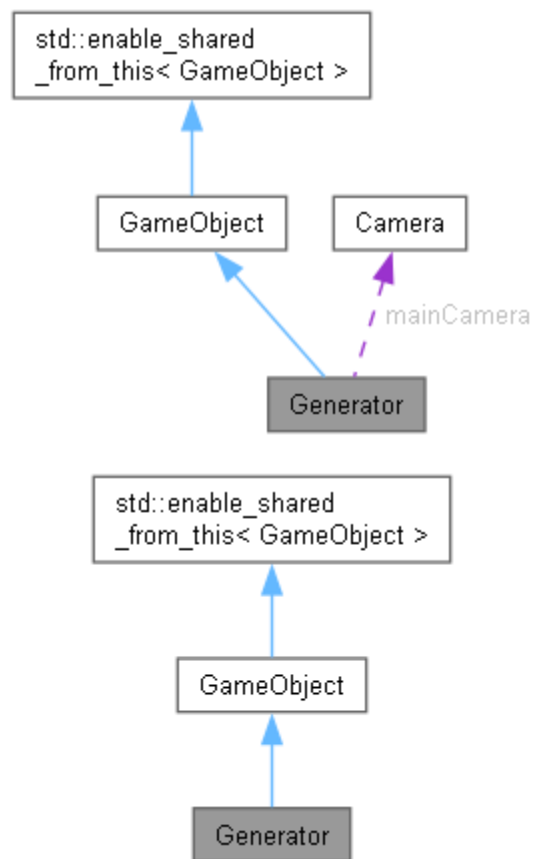 std::enable_shared
_from_this< GameObject >
GameObject
Camera
mainCamera
Generator
std::enable_shared
_from_this< GameObject >
GameObject
Generator